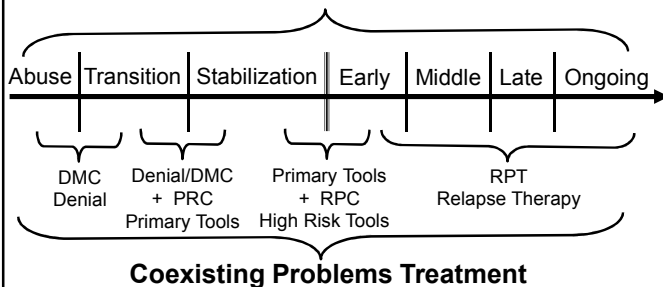 Abuse Transition Stabilization Early Middle Late Ongoing
DMC
Denial
Denial/DMC
+ PRC
Primary Tools
Primary Tools
+ RPC
High Risk Tools
RPT
Relapse Therapy
Coexisting Problems Treatment